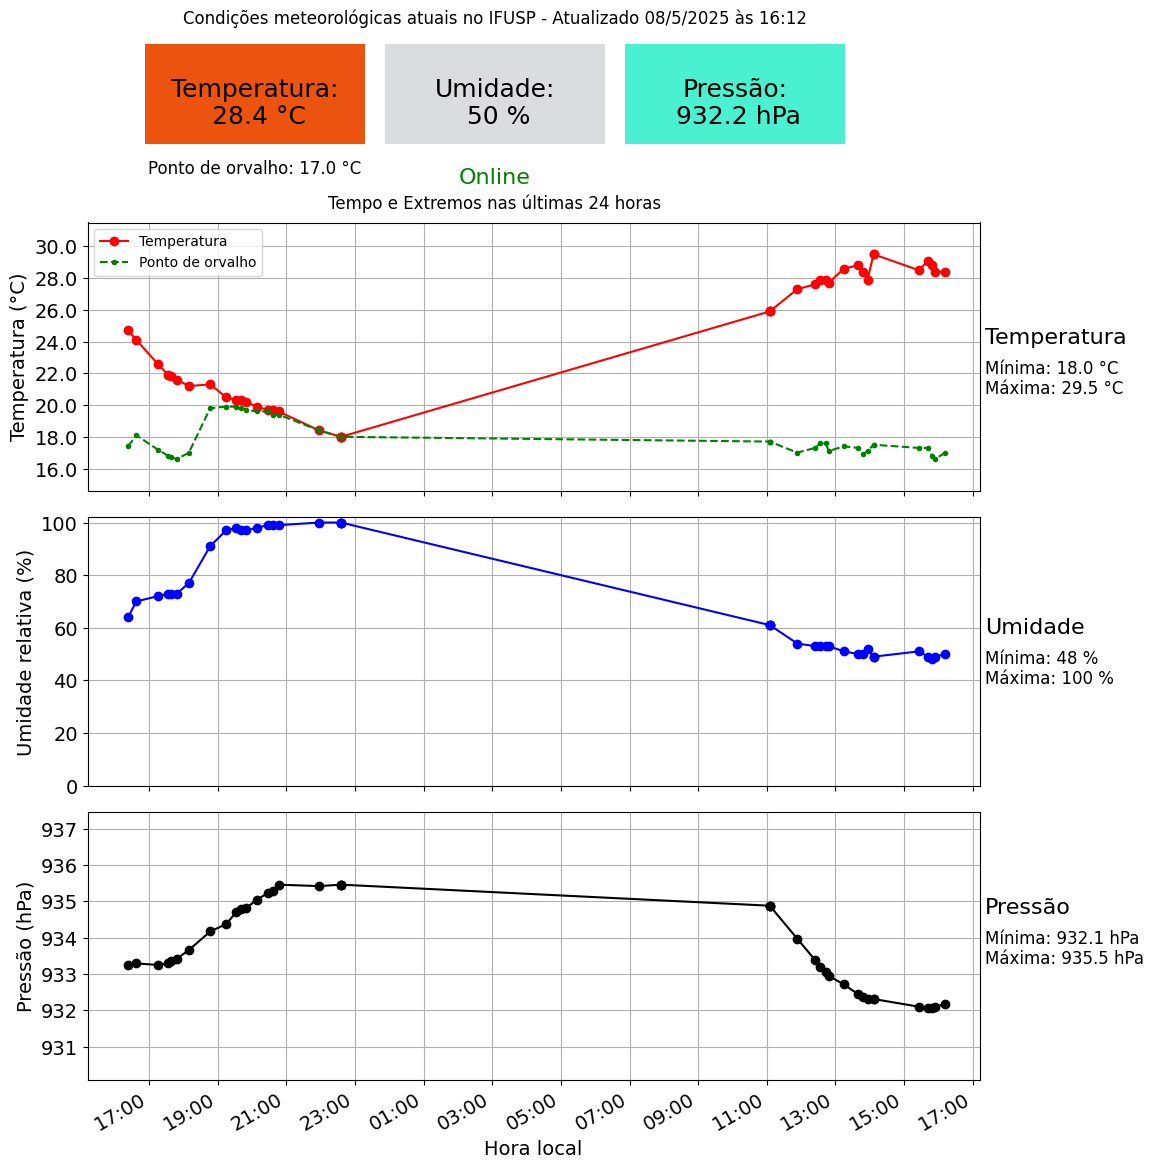 Condições meteorológicas atuais no IFUSP - Atualizado 08/5/2025 às 16:12
Temperatura:
28.4 °C
Umidade:
50 %
Pressão:
932.2 hPa
Ponto de orvalho: 17.0 °C
Online
Tempo e Extremos nas últimas 24 horas
Temperatura
Ponto de orvalho
Temperatura (°C)
30.0
28.0
26.0
24.0
22.0
20.0
18.0
16.0
Temperatura
Mínima: 18.0 °C
Máxima: 29.5 °C
Umidade relativa (%)
100
80
60
40
20
0
Umidade
Mínima: 48 %
Máxima: 100 %
Pressão (hPa)
937
936
935
934
933
932
931
Pressão
Mínima: 932.1 hPa
Máxima: 935.5 hPa
17:00 19:00 21:00 23:00 01:00 03:00 05:00 07:00 09:00 11:00 13:00 15:00 17:00
Hora local